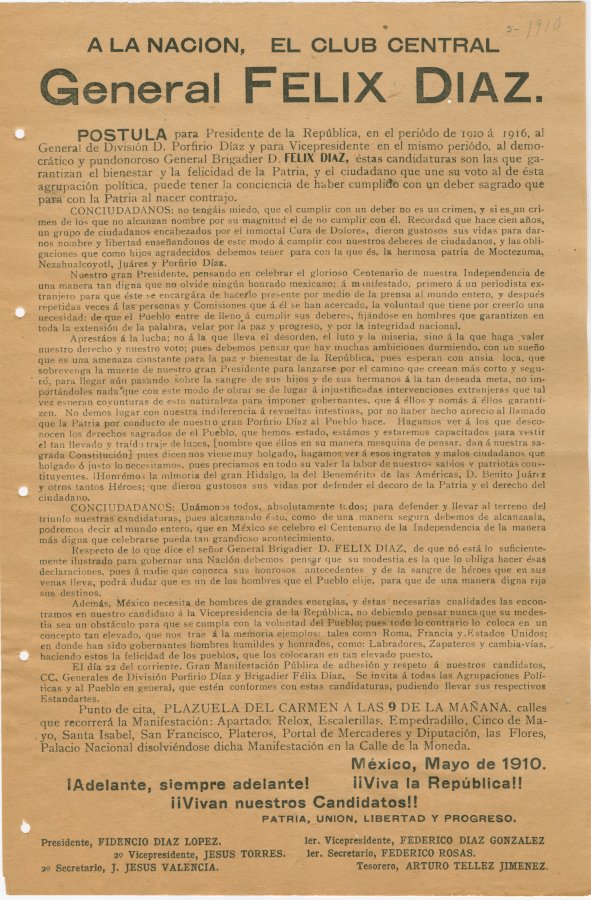 5-1910
A LA NACION, EL CLUB CENTRAL
General FELIX DIAZ.
POSTULA para Presidente de la República, en el periódo de 1910 á 1916, al
General de División D. Porfirio Díaz y para Vicepresidente en el mismo periódo, al demo-
crático y pundonoroso General Brigadier D. FELIX DIAZ, éstas candidaturas son las que ga-
rantizan el bienestar y la felicidad de la Patria, y el ciudadano que une su voto al de ésta
agrupación política, puede tener la conciencia de haber cumplido con un deber sagrado que
para con la Patria al nacer contrajo.
CONCIUDADANOS: no tengáis miedo, que el cumplir con un deber no es un crimen, y si es un cri-
men de los que no alcanzan nombre por su magnitud el de no cumplir con él. Recordad que hace cien años,
un grupo de ciudadanos encabezados por el inmortal Cura de Dolores, dieron gustosos sus vidas para dar-
nos nombre y libertad enseñandonos de este modo á cumplir con nuestros deberes de ciudadanos, y las obli-
gaciones que como hijos agradecidos debemos tener para con la que és, la hermosa patria de Moctezuma,
Nezahualcoyotl, Juárez y Porfirio Díaz.
Nuestro gran Presidente, pensando en celebrar el glorioso Centenario de nuestra Independencia de
una manera tan digna que no olvide ningún honrado mexicano; á manifestado, primero á un periodista ex-
tranjero para que éste se encargára de hacerlo presente por medio de la prensa al mundo entero, y después
repetidas veces á las personas y Comisiones que á él se han acercado, la voluntad que tiene por creerlo una
necesidad: de que el Pueblo entre de lleno á cumplir sus deberes, fijándose en hombres que garantizen en
toda la extensión de la palabra, velar por la paz y progreso, y por la integridad nacional.
Aprestáos á la lucha; no á la que lleva el desorden, el luto y la miseria, sino á la que haga valer
nuestro derecho y nuestro voto; pues debemos pensar que hay muchas ambiciones durmiendo, con un sueño
que es una amenaza constante para la paz y bienestar de la República, pues esperan con ansia loca, que
sobrevenga la muerte de nuestro gran Presidente para lanzarse por el camino que creean más corto y segu-
ró, para llegar aún pasando sobre la sangre de sus hijos y de sus hermanos á la tan deseada meta, no im-
portándoles nada que con este modo de obrar se de lugar á injustificadas intervenciones extranjeras que tal
vez esperan coyunturas de esta naturaleza para imponer gobernantes, que á éllos y nomás á éllos garanti-
zen. No demos lugar con nuestra indiferencia á revueltas intestinas, por no haber hecho aprecio al llamado
que la Patria por conducto de nuestro gran Porfirio Díaz al Pueblo hace. Hagamos ver á los que desco-
nocen los derechos sagrados de el Pueblo, que hemos estado, estámos y estaremos capacitados para vestir
el tan llevado y traído traje de luces, [nombre que éllos en su manera mesquina de pensar, dan á nuestra sa-
grada Constitución] pues dicen nos viene muy holgado, hagamos ver á esos ingratos y malos ciudadanos que
holgado ó justo lo necesitamos, pues preciamos en todo su valer la labor de nuestros sabios y patriotas cons-
tituyentes. ¡Honrémos la mimoria del gran Hidalgo, la del Benemérito de las Américas, D. Benito Juárez
y otros tantos Héroes; que dieron gustosos sus vidas por defender el decoro de la Patria y el derecho del
ciudadano.
CONCIUDADANOS: Unámonos todos, absolutamente todos; para defender y llevar al terreno del
triunfo nuestras candidaturas, pues alcanzando ésto, como de una manera segura debemos de alcanzaala,
podremos decir al mundo entero, que en México se celebro el Centenario de la Independencia de la manera
más digna que celebrarse pueda tan grandioso acontecimiento.
Respecto de lo que dice el señor General Brigadier D. FELIX DIAZ, de que nó está lo suficiente-
mente ilustrado para gobernar una Nación debemos pensar que su modestia es la que lo obliga hacer ésas
declaraciones, pues á nadie que conozca sus honrosos antecedentes y de la sangre de héroes que en sus
venas lleva, podrá dudar que es un de los hombres que el Pueblo elije, para que de una manera digna rija
sus destinos.
Además, México necesita de hombres de grandes energías, y éstas necesarias cualidades las encon-
tramos en nuestro candidato á la Vicepresidencia de la República, no debiendo pensar nunca que su modes-
tia sea un obstáculo para que se cumpla con la voluntad del Pueblo; pues todo lo contrario lo coloca en un
concepto tan elevado, que nos trae á la memoria ejemplos: tales como Roma, Francia y Estados Unidos;
en donde han sido gobernantes hombres humildes y honrados, como: Labradores, Zapateros y cambia-vías,
haciendo estos la felicidad de los pueblos, que los colocaran en tan elevado puesto.
El día 22 del corriente, Gran Manifestación Pública de adhesión y respeto á nuestros candidatos,
CC. Generales de División Porfirio Díaz y Brigadier Félix Díaz, Se invita á todas las Agrupaciones Polí-
ticas y al Pueblo en general, que estén conformes con estas candidaturas, pudiendo llevar sus respectivos
Estandartes.
Punto de cita, PLAZUELA DEL CARMEN A LAS 9 DE LA MAÑANA, calles
que recorrerá la Manifestación: Apartado, Relox, Escalerillas, Empedradillo, Cinco de Ma-
yo, Santa Isabel, San Francisco, Plateros, Portal de Mercaderes y Diputación, las Flores,
Palacio Nacional disolviéndose dicha Manifestación en la Calle de la Moneda.
México, Mayo de 1910.
¡Adelante, siempre adelante! ¡¡Viva la República!!
¡¡Vivan nuestros Candidatos!!
PATRIA, UNION, LIBERTAD Y PROGRESO.
Presidente, FIDENCIO DIAZ LOPEZ. 1er. Vicepresidente, FEDERICO DIAZ GONZALEZ
2º Vicepresidente, JESUS TORRES. 1er. Secretario, FEDERICO ROSAS.
2º Secretario, J. JESUS VALENCIA. Tesorero, ARTURO TELLEZ JIMENEZ.